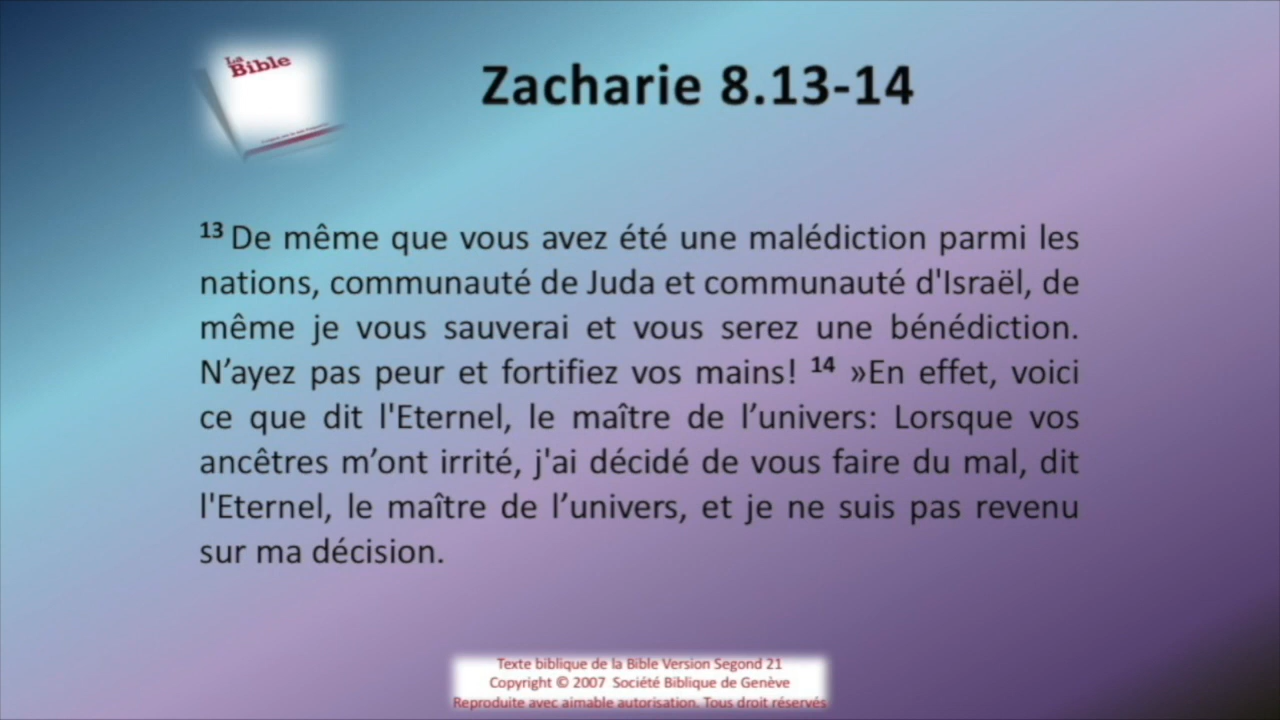 La
Bible
Zacharie 8.13-14
13 De même que vous avez été une malédiction parmi les
nations, communauté de Juda et communauté d'Israël, de
même je vous sauverai et vous serez une bénédiction.
N’ayez pas peur et fortifiez vos mains! 14 »En effet, voici
ce que dit l'Eternel, le maître de l’univers: Lorsque vos
ancêtres m’ont irrité, j'ai décidé de vous faire du mal, dit
l'Eternel, le maître de l’univers, et je ne suis pas revenu
sur ma décision.
Texte biblique de la Bible Version Segond 21
Copyright © 2007 Société Biblique de Genève
Reproduite avec aimable autorisation. Tous droit réservés